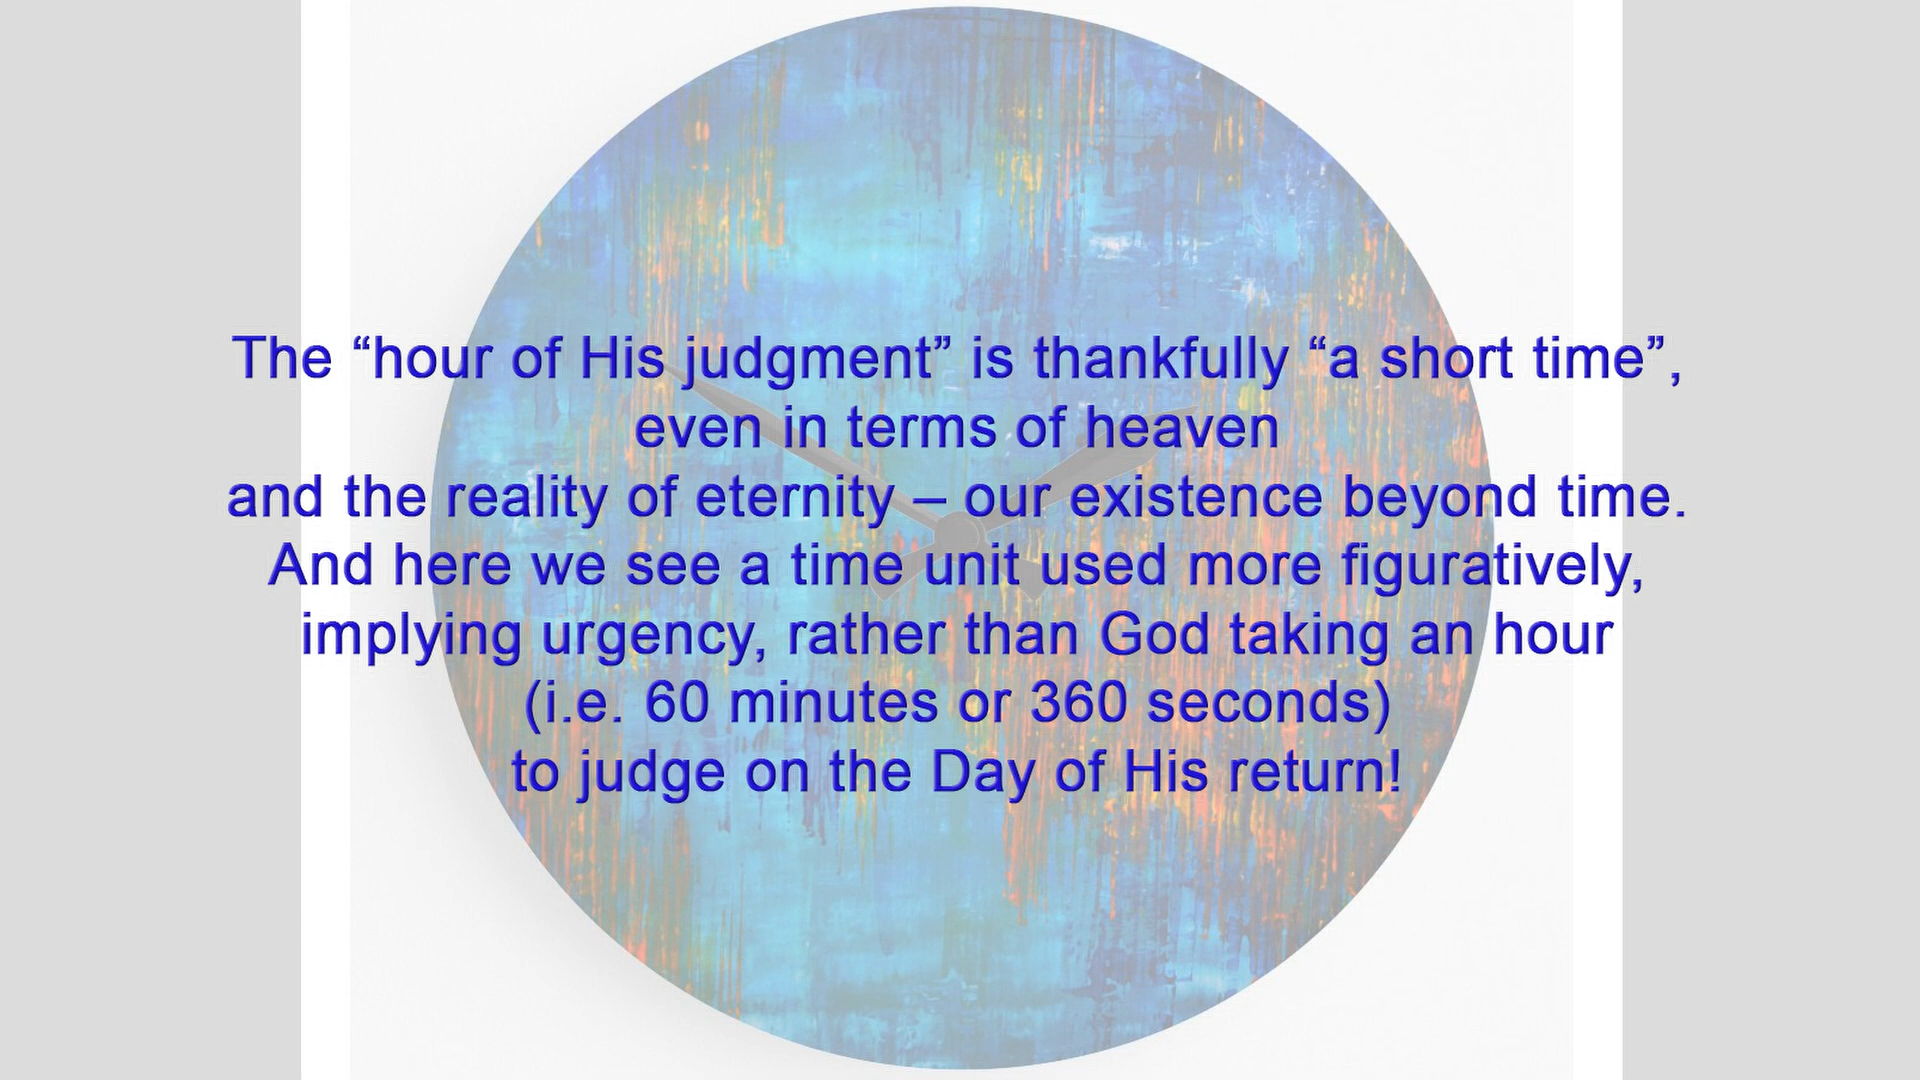 The “hour of His judgment” is thankfully “a short time”,
even in terms of heaven
and the reality of eternity – our existence beyond time.
And here we see a time unit used more figuratively,
implying urgency, rather than God taking an hour
(i.e. 60 minutes or 360 seconds)
to judge on the Day of His return!